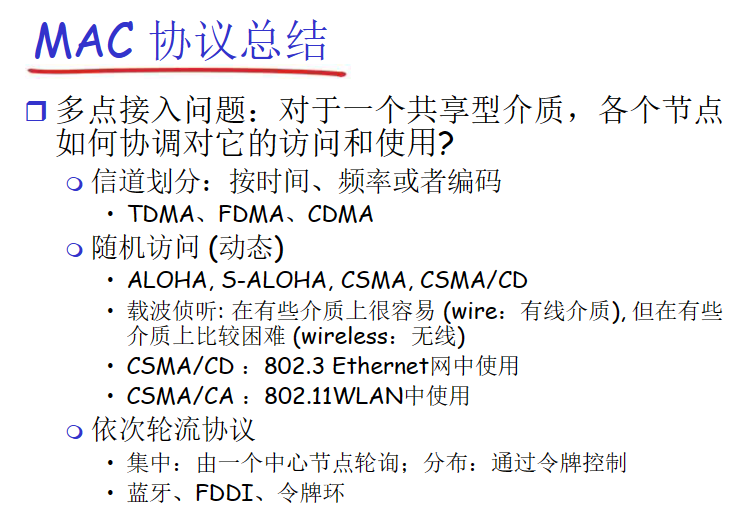 MAC 协议总结
多点接入问题：对于一个共享型介质，各个节点
如何协调对它的访问和使用?
信道划分：按时间、频率或者编码
• TDMA、FDMA、CDMA
随机访问 (动态)
• ALOHA, S-ALOHA, CSMA, CSMA/CD
• 载波侦听: 在有些介质上很容易 (wire：有线介质), 但在有些
介质上比较困难 (wireless：无线)
• CSMA/CD ：802.3 Ethernet网中使用
• CSMA/CA ：802.11WLAN中使用
依次轮流协议
• 集中：由一个中心节点轮询；分布：通过令牌控制
• 蓝牙、FDDI、令牌环